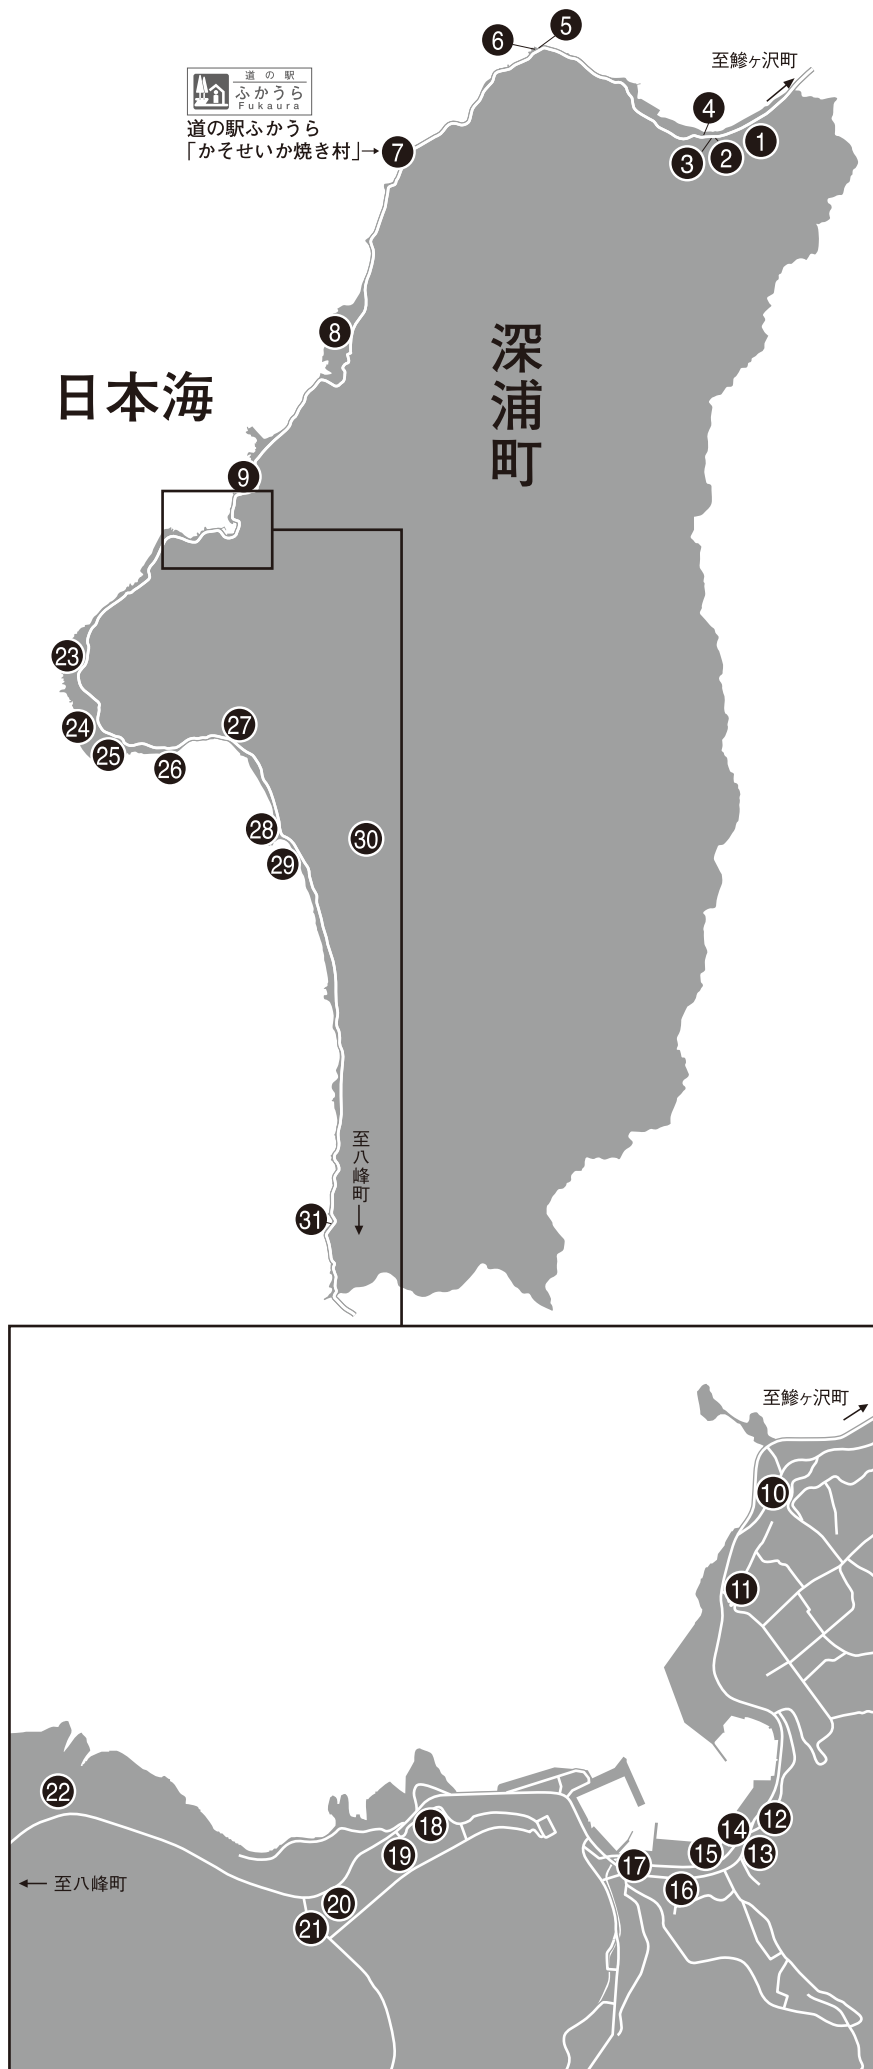 ⑤
⑥
至鰺ヶ沢町
道の駅
ふかうら
Fukaura
道の駅ふかうら
「かそせいか焼き村」→
④
①
②
③
⑦
⑧
深浦町
日本海
⑨
㉓
㉔
㉕
㉖
㉗
㉘
㉙
㉚
至八峰町
↓
㉛
至鰺ヶ沢町
⑩
⑪
㉒
⑫
⑬
⑭
⑮
⑯
⑰
⑱
⑲
⑳
㉑
← 至八峰町